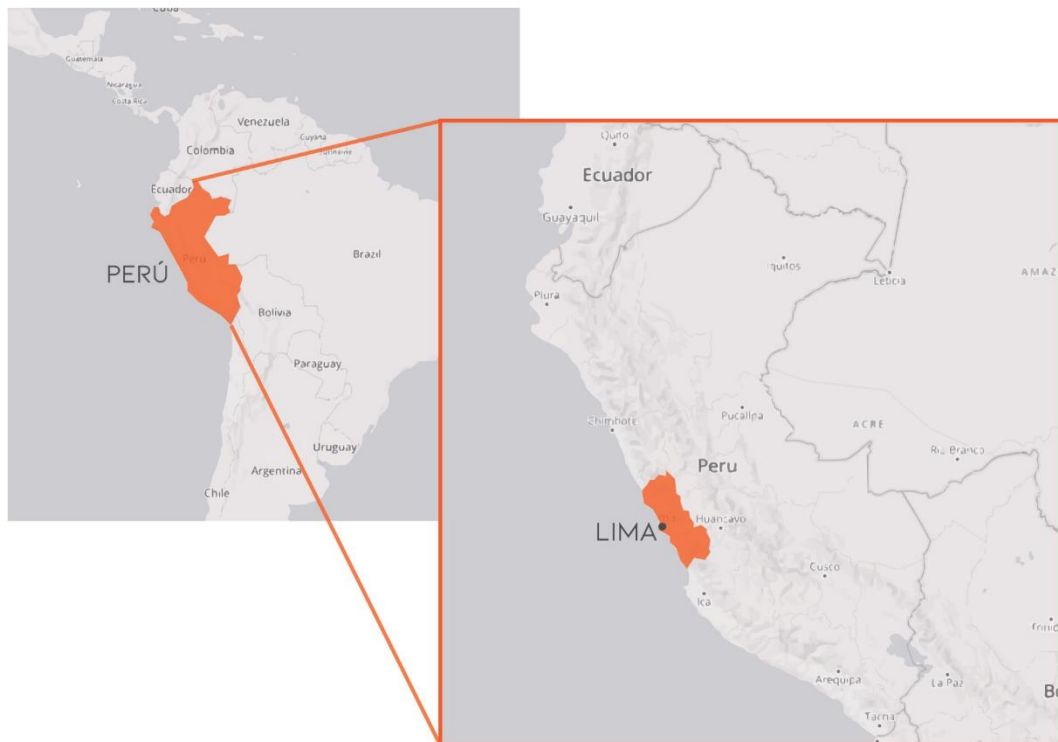 Cuba
Guatemala
Nicaragua
Costa Rica
Venezuela
Guyana
Suriname
Colombia
Ecuador
Brazil
Peru
PERÚ
Bolivia
Paraguay
Uruguay
Argentina
Chile
Quito
Ecuador
Guayaquil
Iquitos
Leticia
AMAZ
Piura
Pucallpa
Chimbote
ACRE
Rio Branco
Peru
Huancayo
LIMA
Cusco
Ica
Arequipa
La Paz
Bo
Tacna